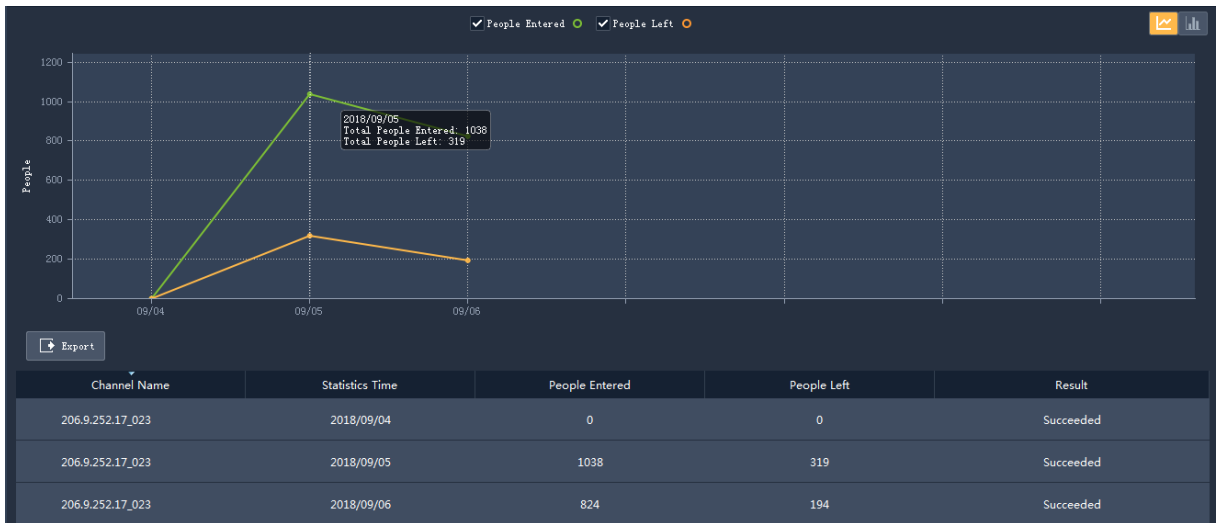 People Entered People Left
1200
1000
800
600
400
200
0
People
2018/09/05
Total People Entered: 1038
Total People Left: 319
09/04 09/05 09/06
Export
Channel Name Statistics Time People Entered People Left Result
206.9.252.17_023 2018/09/04 0 0 Succeeded
206.9.252.17_023 2018/09/05 1038 319 Succeeded
206.9.252.17_023 2018/09/06 824 194 Succeeded